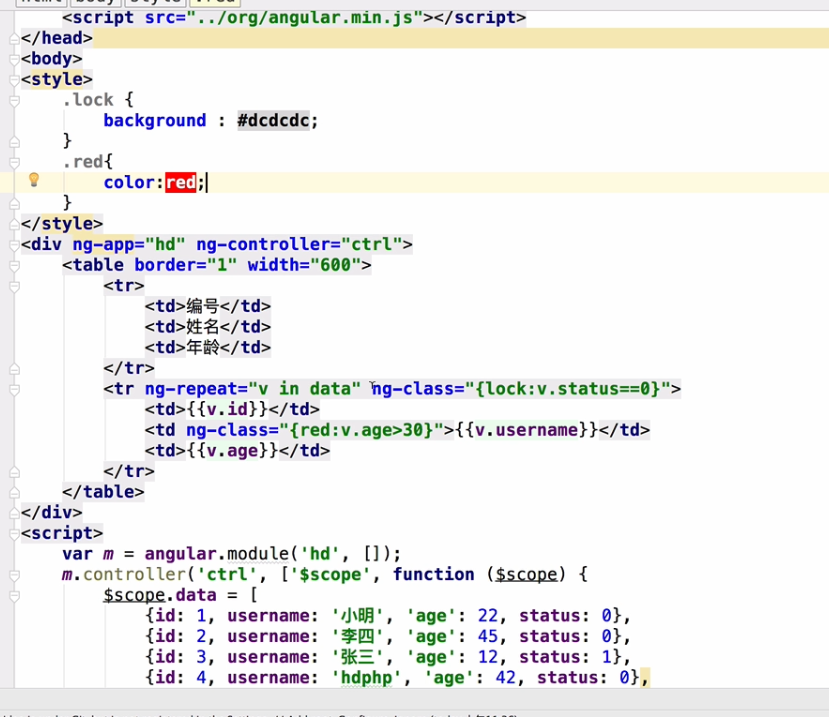 html body style .red
<script src="../org/angular.min.js"></script>
</head>
<body>
<style>
.lock {
background : #dcdcdc;
}
.red{
color:red;
}
</style>
<div ng-app="hd" ng-controller="ctrl">
<table border="1" width="600">
<tr>
<td>编号</td>
<td>姓名</td>
<td>年龄</td>
</tr>
<tr ng-repeat="v in data" ng-class="{lock:v.status==0}">
<td>{{v.id}}</td>
<td ng-class="{red:v.age>30}">{{v.username}}</td>
<td>{{v.age}}</td>
</tr>
</table>
</div>
<script>
var m = angular.module('hd', []);
m.controller('ctrl', ['$scope', function ($scope) {
$scope.data = [
{id: 1, username: '小明', 'age': 22, status: 0},
{id: 2, username: '李四', 'age': 45, status: 0},
{id: 3, username: '张三', 'age': 12, status: 1},
{id: 4, username: 'hdphp', 'age': 42, status: 0},